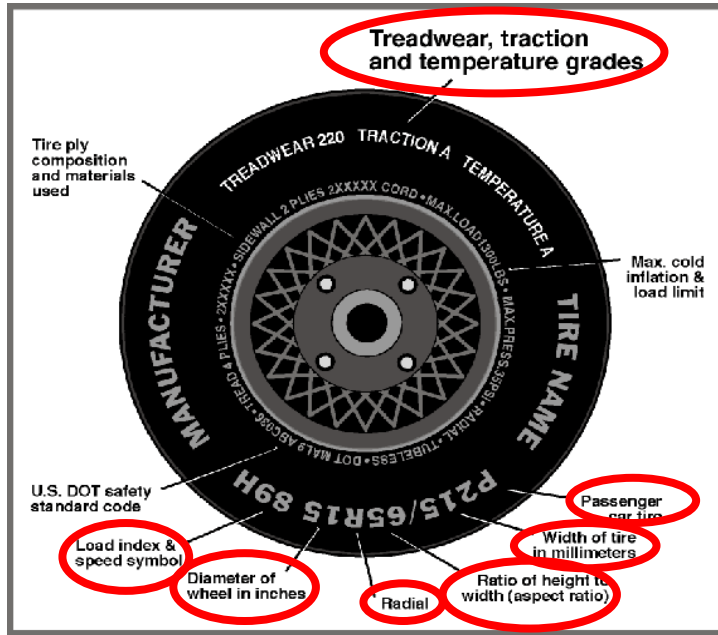 Treadwear, traction
and temperature grades
Tire ply
composition
and materials
used
TREADWEAR 220 TRACTION A TEMPERATURE A
SIDEWALL 2 PLIES 2XXXXX CORD • MAX.LOAD1300LBS • MAX.PRESS.35PSI • RADIAL • TUBELESS • DOT MAL9 ABC036 • TREAD 4 PLIES • 2XXXXX •
Max. cold
inflation &
load limit
MANUFACTURER
TIRE NAME
U.S. DOT safety
standard code
P215/65R15 89H
Passenger
car tire
Load index &
speed symbol
Width of tire
in millimeters
Diameter of
wheel in inches
Radial
Ratio of height to
width (aspect ratio)